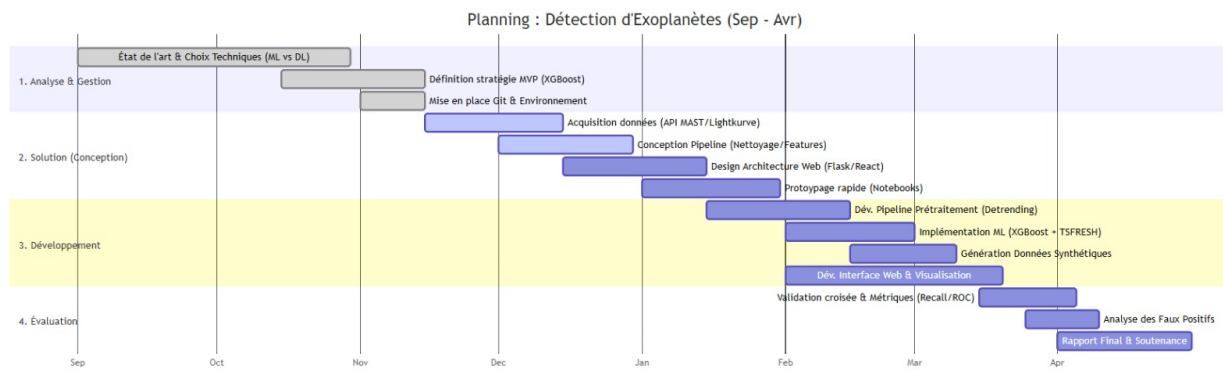 Planning : Détection d'Exoplanètes (Sep - Avr)
État de l'art & Choix Techniques (ML vs DL)
1. Analyse & Gestion
Définition stratégie MVP (XGBoost)
Mise en place Git & Environnement
Acquisition données (API MAST/Lightkurve)
Conception Pipeline (Nettoyage/Features)
2. Solution (Conception)
Design Architecture Web (Flask/React)
Protoypage rapide (Notebooks)
Dév. Pipeline Prétraitement (Detrending)
Implémentation ML (XGBoost + TSFRESH)
3. Développement
Génération Données Synthétiques
Dév. Interface Web & Visualisation
Validation croisée & Métriques (Recall/ROC)
4. Évaluation
Analyse des Faux Positifs
Rapport Final & Soutenance
Sep Oct Nov Dec Jan Feb Mar Apr